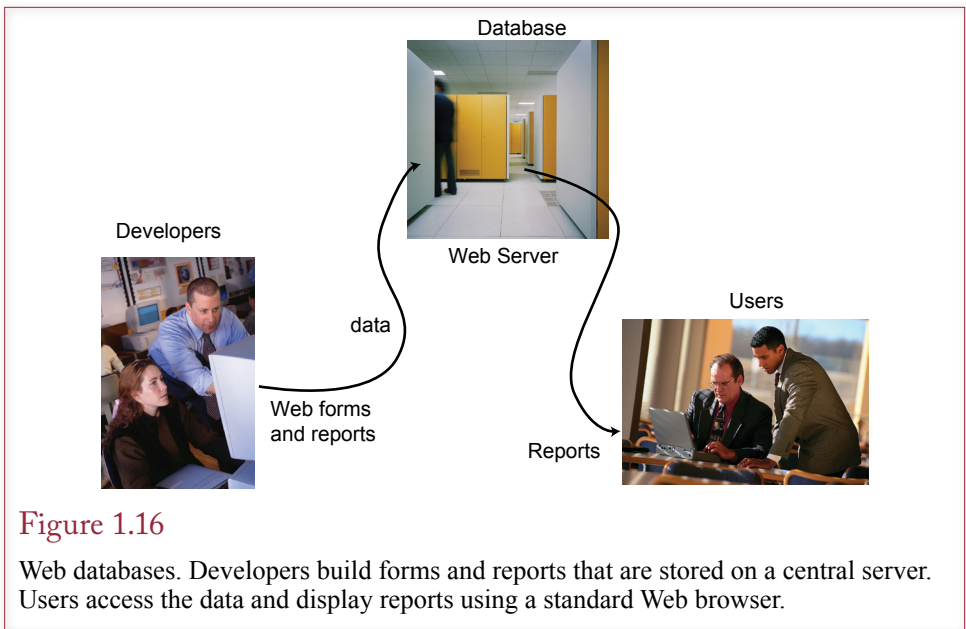 Database
Web Server
Developers
data
Web forms
and reports
Users
Reports
Figure 1.16
Web databases. Developers build forms and reports that are stored on a central server.
Users access the data and display reports using a standard Web browser.